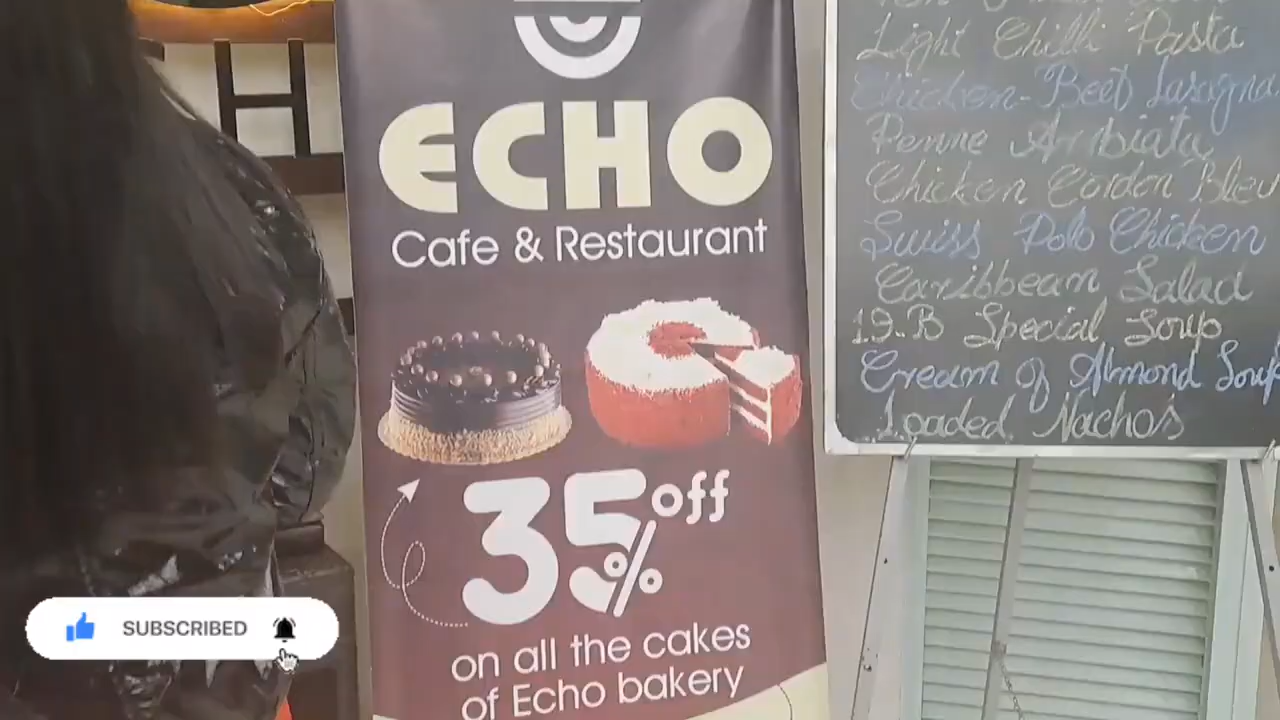 ECHO
Cafe & Restaurant
35% off
on all the cakes
of Echo bakery
Light Chilli Pasta
Chicken-Beef Lasagna
Penne Arrbiata
Chicken Cordon Bleu
Swiss Polo Chicken
Caribbean Salad
19-B Special Soup
Cream of Almond Soup
Loaded Nachos
SUBSCRIBED